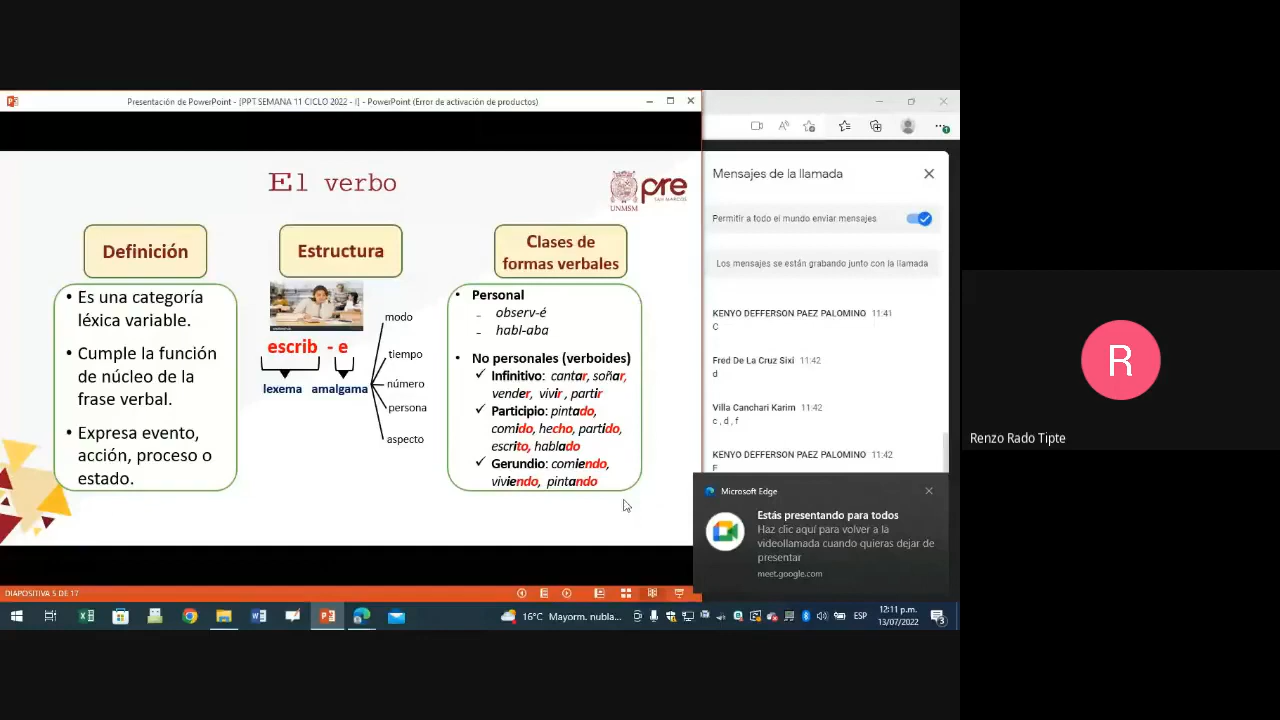 Presentación de PowerPoint - [PPT SEMANA 11 CICLO 2022 - I] - PowerPoint (Error de activación de productos)
El verbo
UNMSM
pre
SAN MARCOS
Definición
• Es una categoría
léxica variable.
• Cumple la función
de núcleo de la
frase verbal.
• Expresa evento,
acción, proceso o
estado.
Estructura
escrib - e
lexema amalgama
modo
tiempo
número
persona
aspecto
Clases de
formas verbales
• Personal
- observ-é
- habl-aba
• No personales (verboides)
✓ Infinitivo: cantar, soñar,
vender, vivir, partir
✓ Participio: pintado,
comido, hecho, partido,
escrito, hablado
✓ Gerundio: comiendo,
viviendo, pintando
DIAPOSITIVA 5 DE 17
Mensajes de la llamada
Permitir a todo el mundo enviar mensajes
Los mensajes se están grabando junto con la llamada
KENYO DEFFERSON PAEZ PALOMINO 11:41
C
Fred De La Cruz Sixi 11:42
d
Villa Canchari Karim 11:42
c , d , f
KENYO DEFFERSON PAEZ PALOMINO 11:42
F
Microsoft Edge
Estás presentando para todos
Haz clic aquí para volver a la
videollamada cuando quieras dejar de
presentar
meet.google.com
16°C Mayorm. nubla...
ESP
12:11 p.m.
13/07/2022
3
R
Renzo Rado Tipte